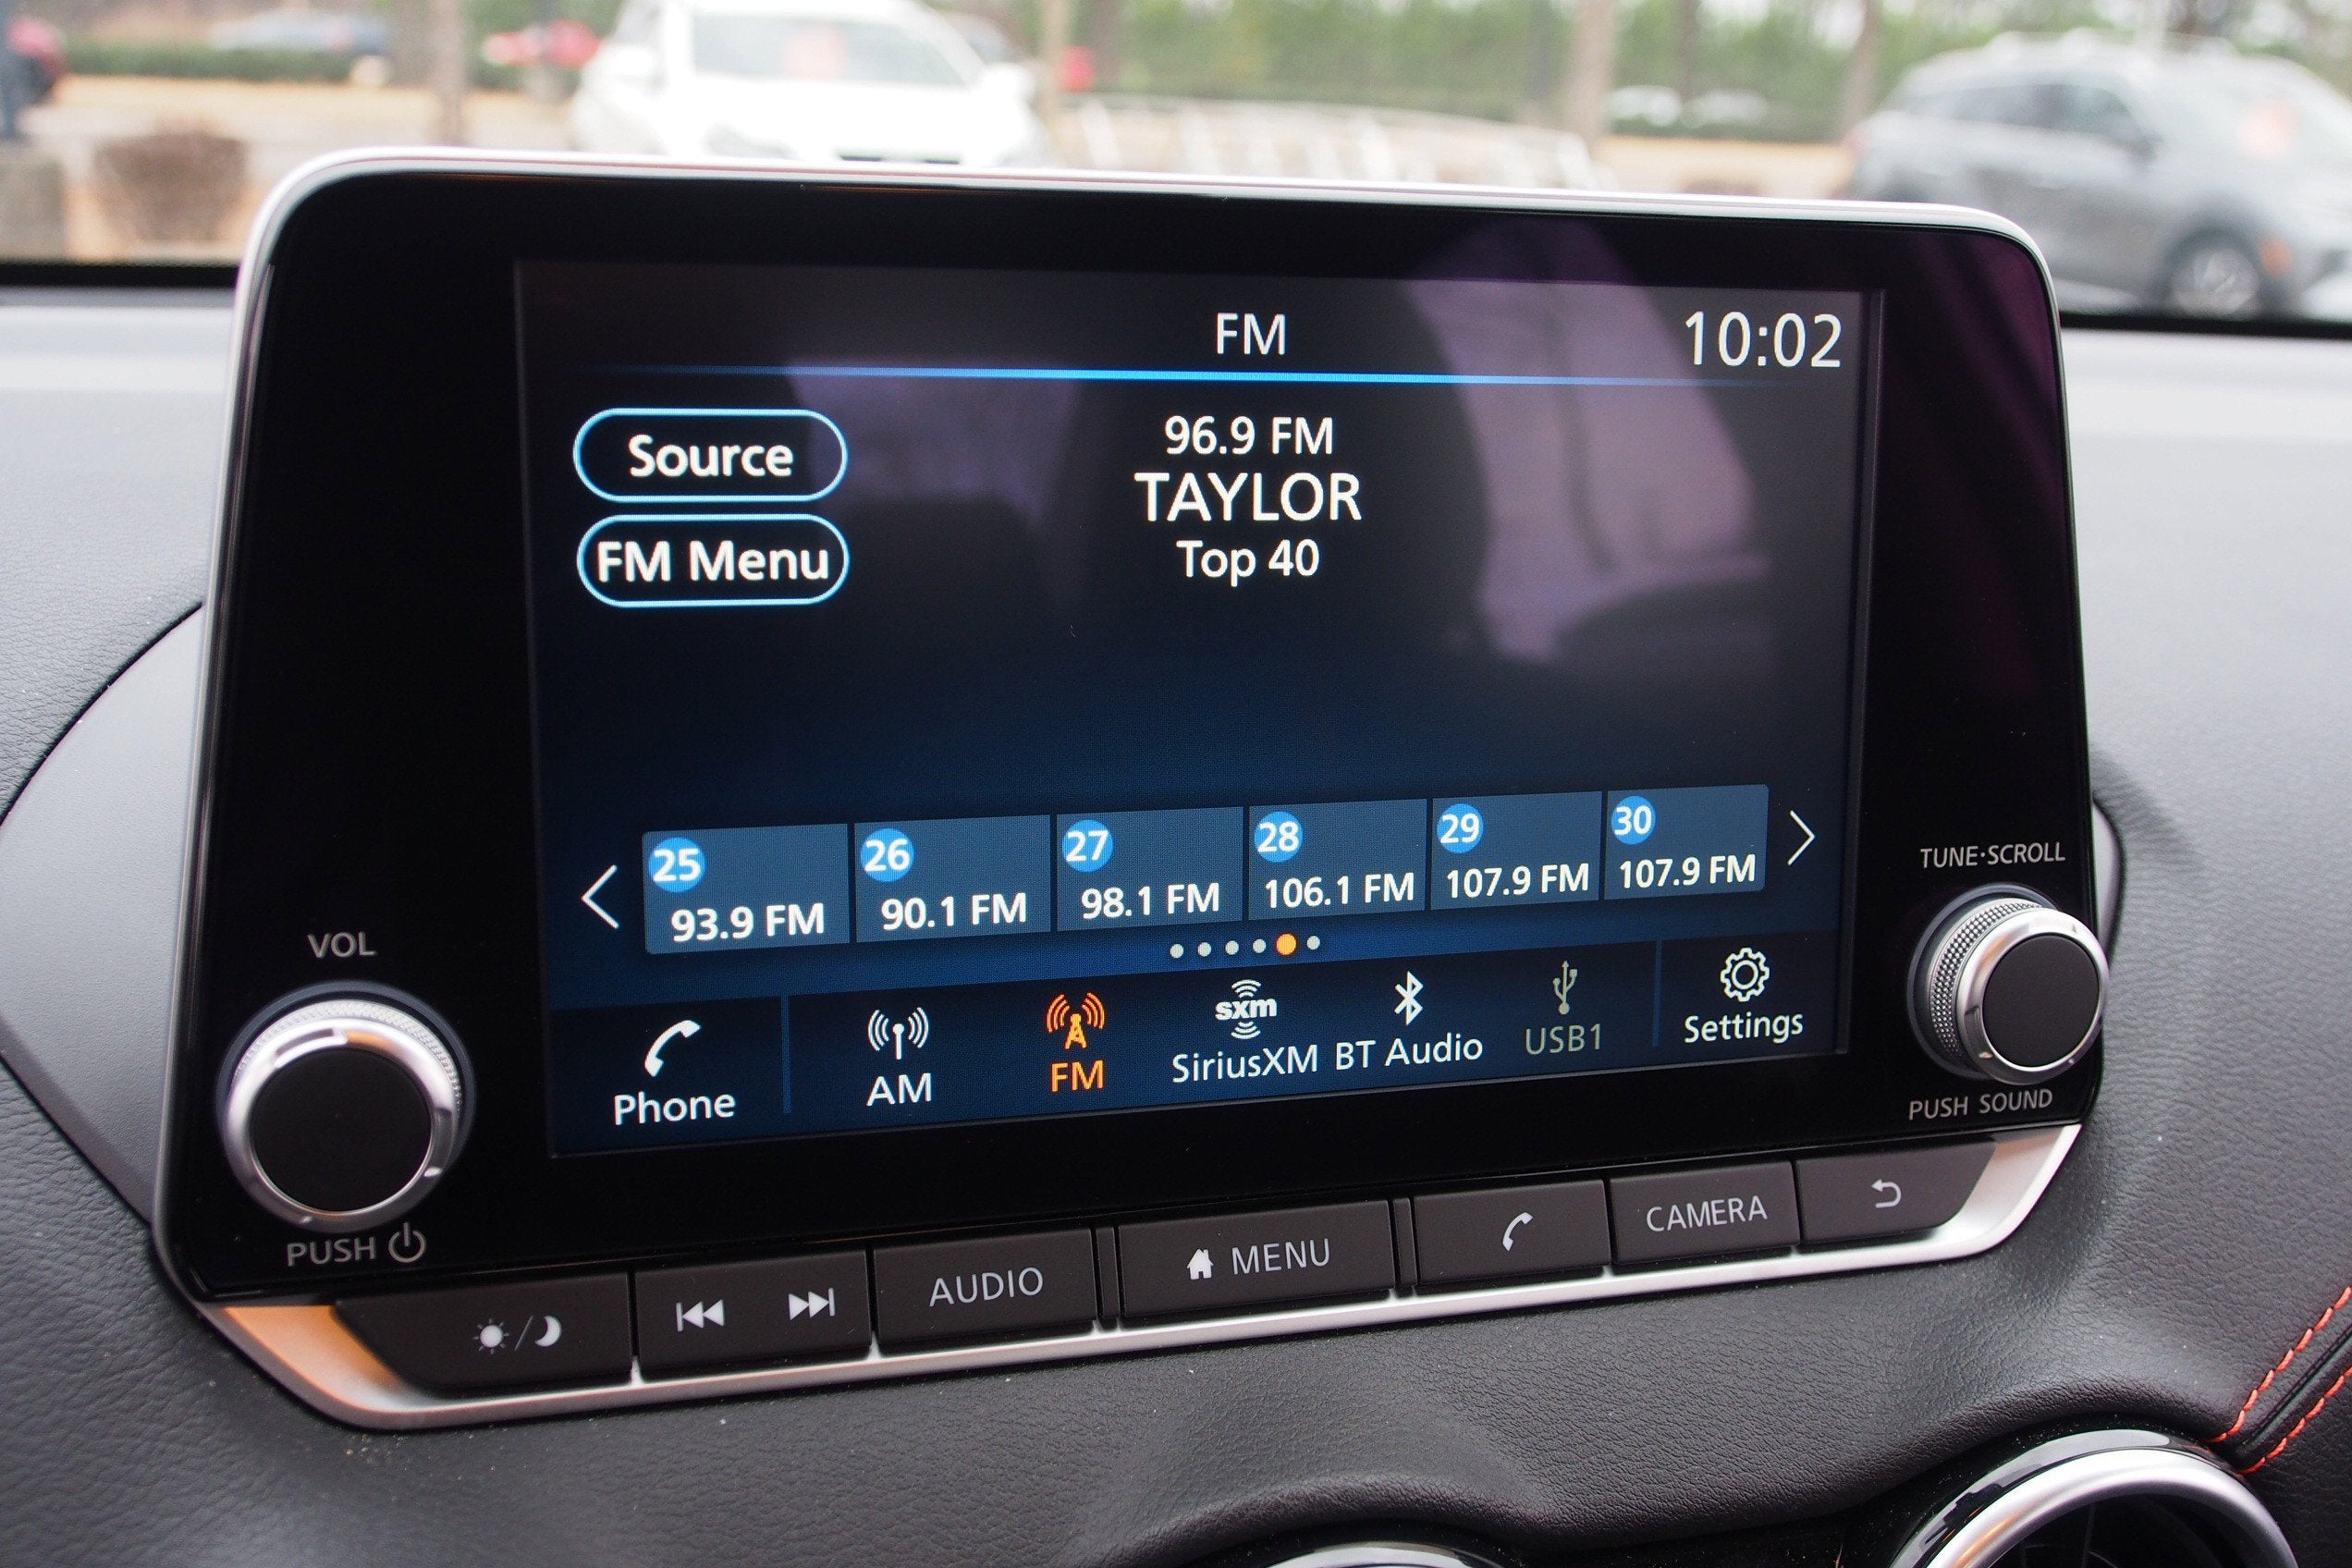 FM
10:02
Source
96.9 FM
TAYLOR
FM Menu
Top 40
25
26
27
28
29
30
93.9 FM
90.1 FM
98.1 FM
106.1 FM
107.9 FM
107.9 FM
Phone
AM
FM
sxm
SiriusXM
BT Audio
USB1
Settings
VOL
PUSH
TUNE·SCROLL
PUSH SOUND
AUDIO
MENU
CAMERA